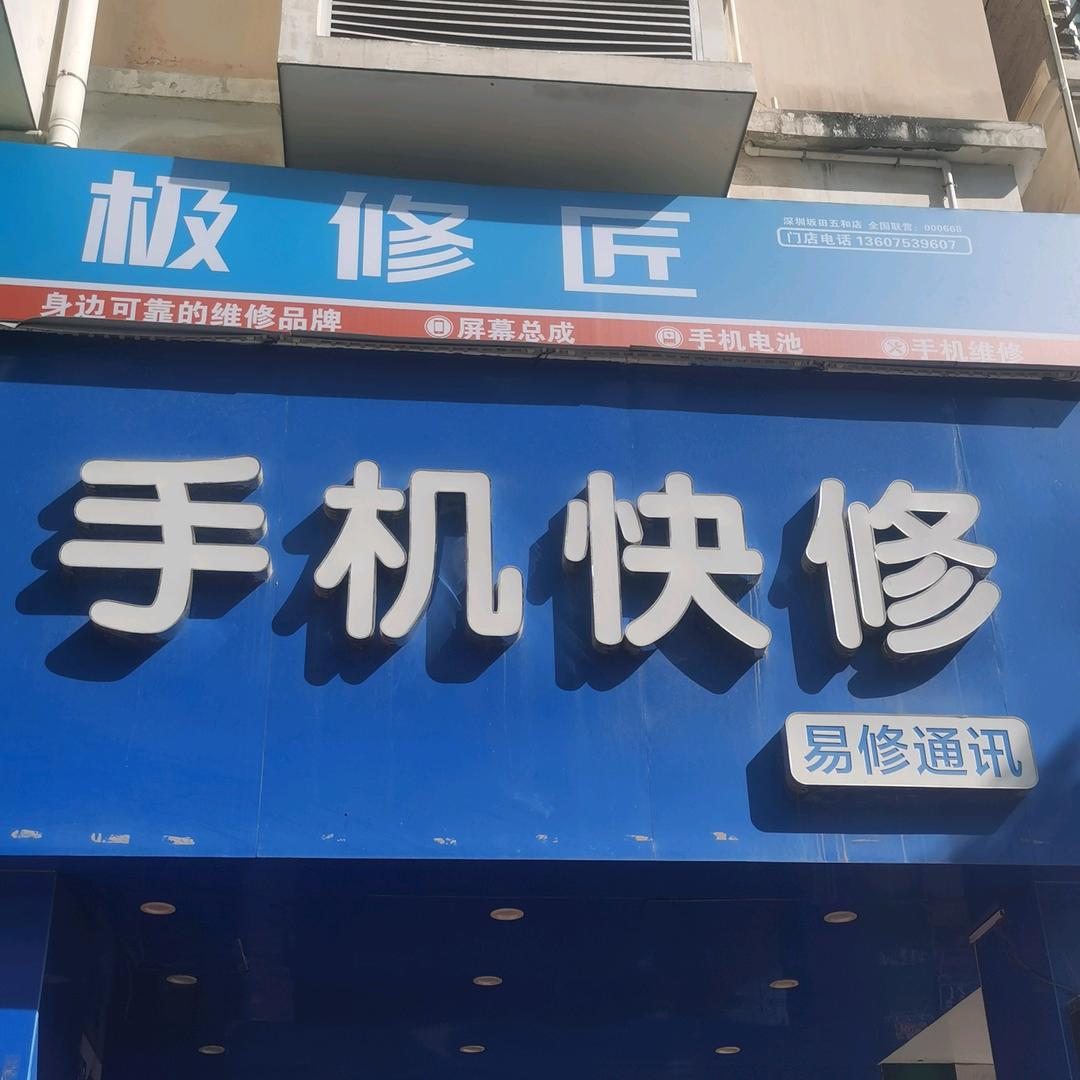 极修匠
深圳坂田五和店 全国联营：000668
门店电话 13607539607
身边可靠的维修品牌 屏幕总成 手机电池 手机维修
手机快修
易修通讯